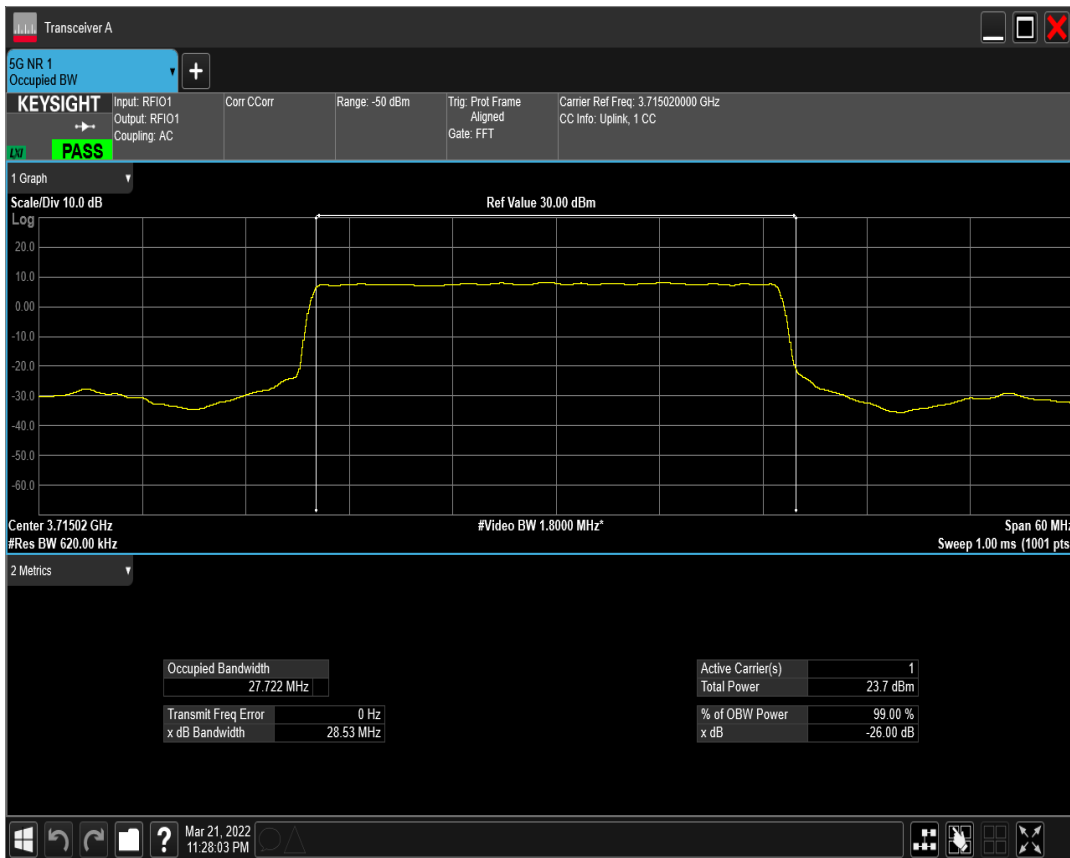 Transceiver A
5G NR 1
Occupied BW
+
KEYSIGHT
LXI
PASS
Input: RFIO1
Output: RFIO1
Coupling: AC
Corr CCorr
Range: -50 dBm
Trig: Prot Frame
Aligned
Gate: FFT
Carrier Ref Freq: 3.715020000 GHz
CC Info: Uplink, 1 CC
1 Graph
Scale/Div 10.0 dB
Ref Value 30.00 dBm
Log
20.0
10.0
0.00
-10.0
-20.0
-30.0
-40.0
-50.0
-60.0
Center 3.71502 GHz
#Video BW 1.8000 MHz*
Span 60 MHz
#Res BW 620.00 kHz
Sweep 1.00 ms (1001 pts
2 Metrics
Occupied Bandwidth
27.722 MHz
Transmit Freq Error 0 Hz
x dB Bandwidth 28.53 MHz
Active Carrier(s) 1
Total Power 23.7 dBm
% of OBW Power 99.00 %
x dB -26.00 dB
?
Mar 21, 2022
11:28:03 PM